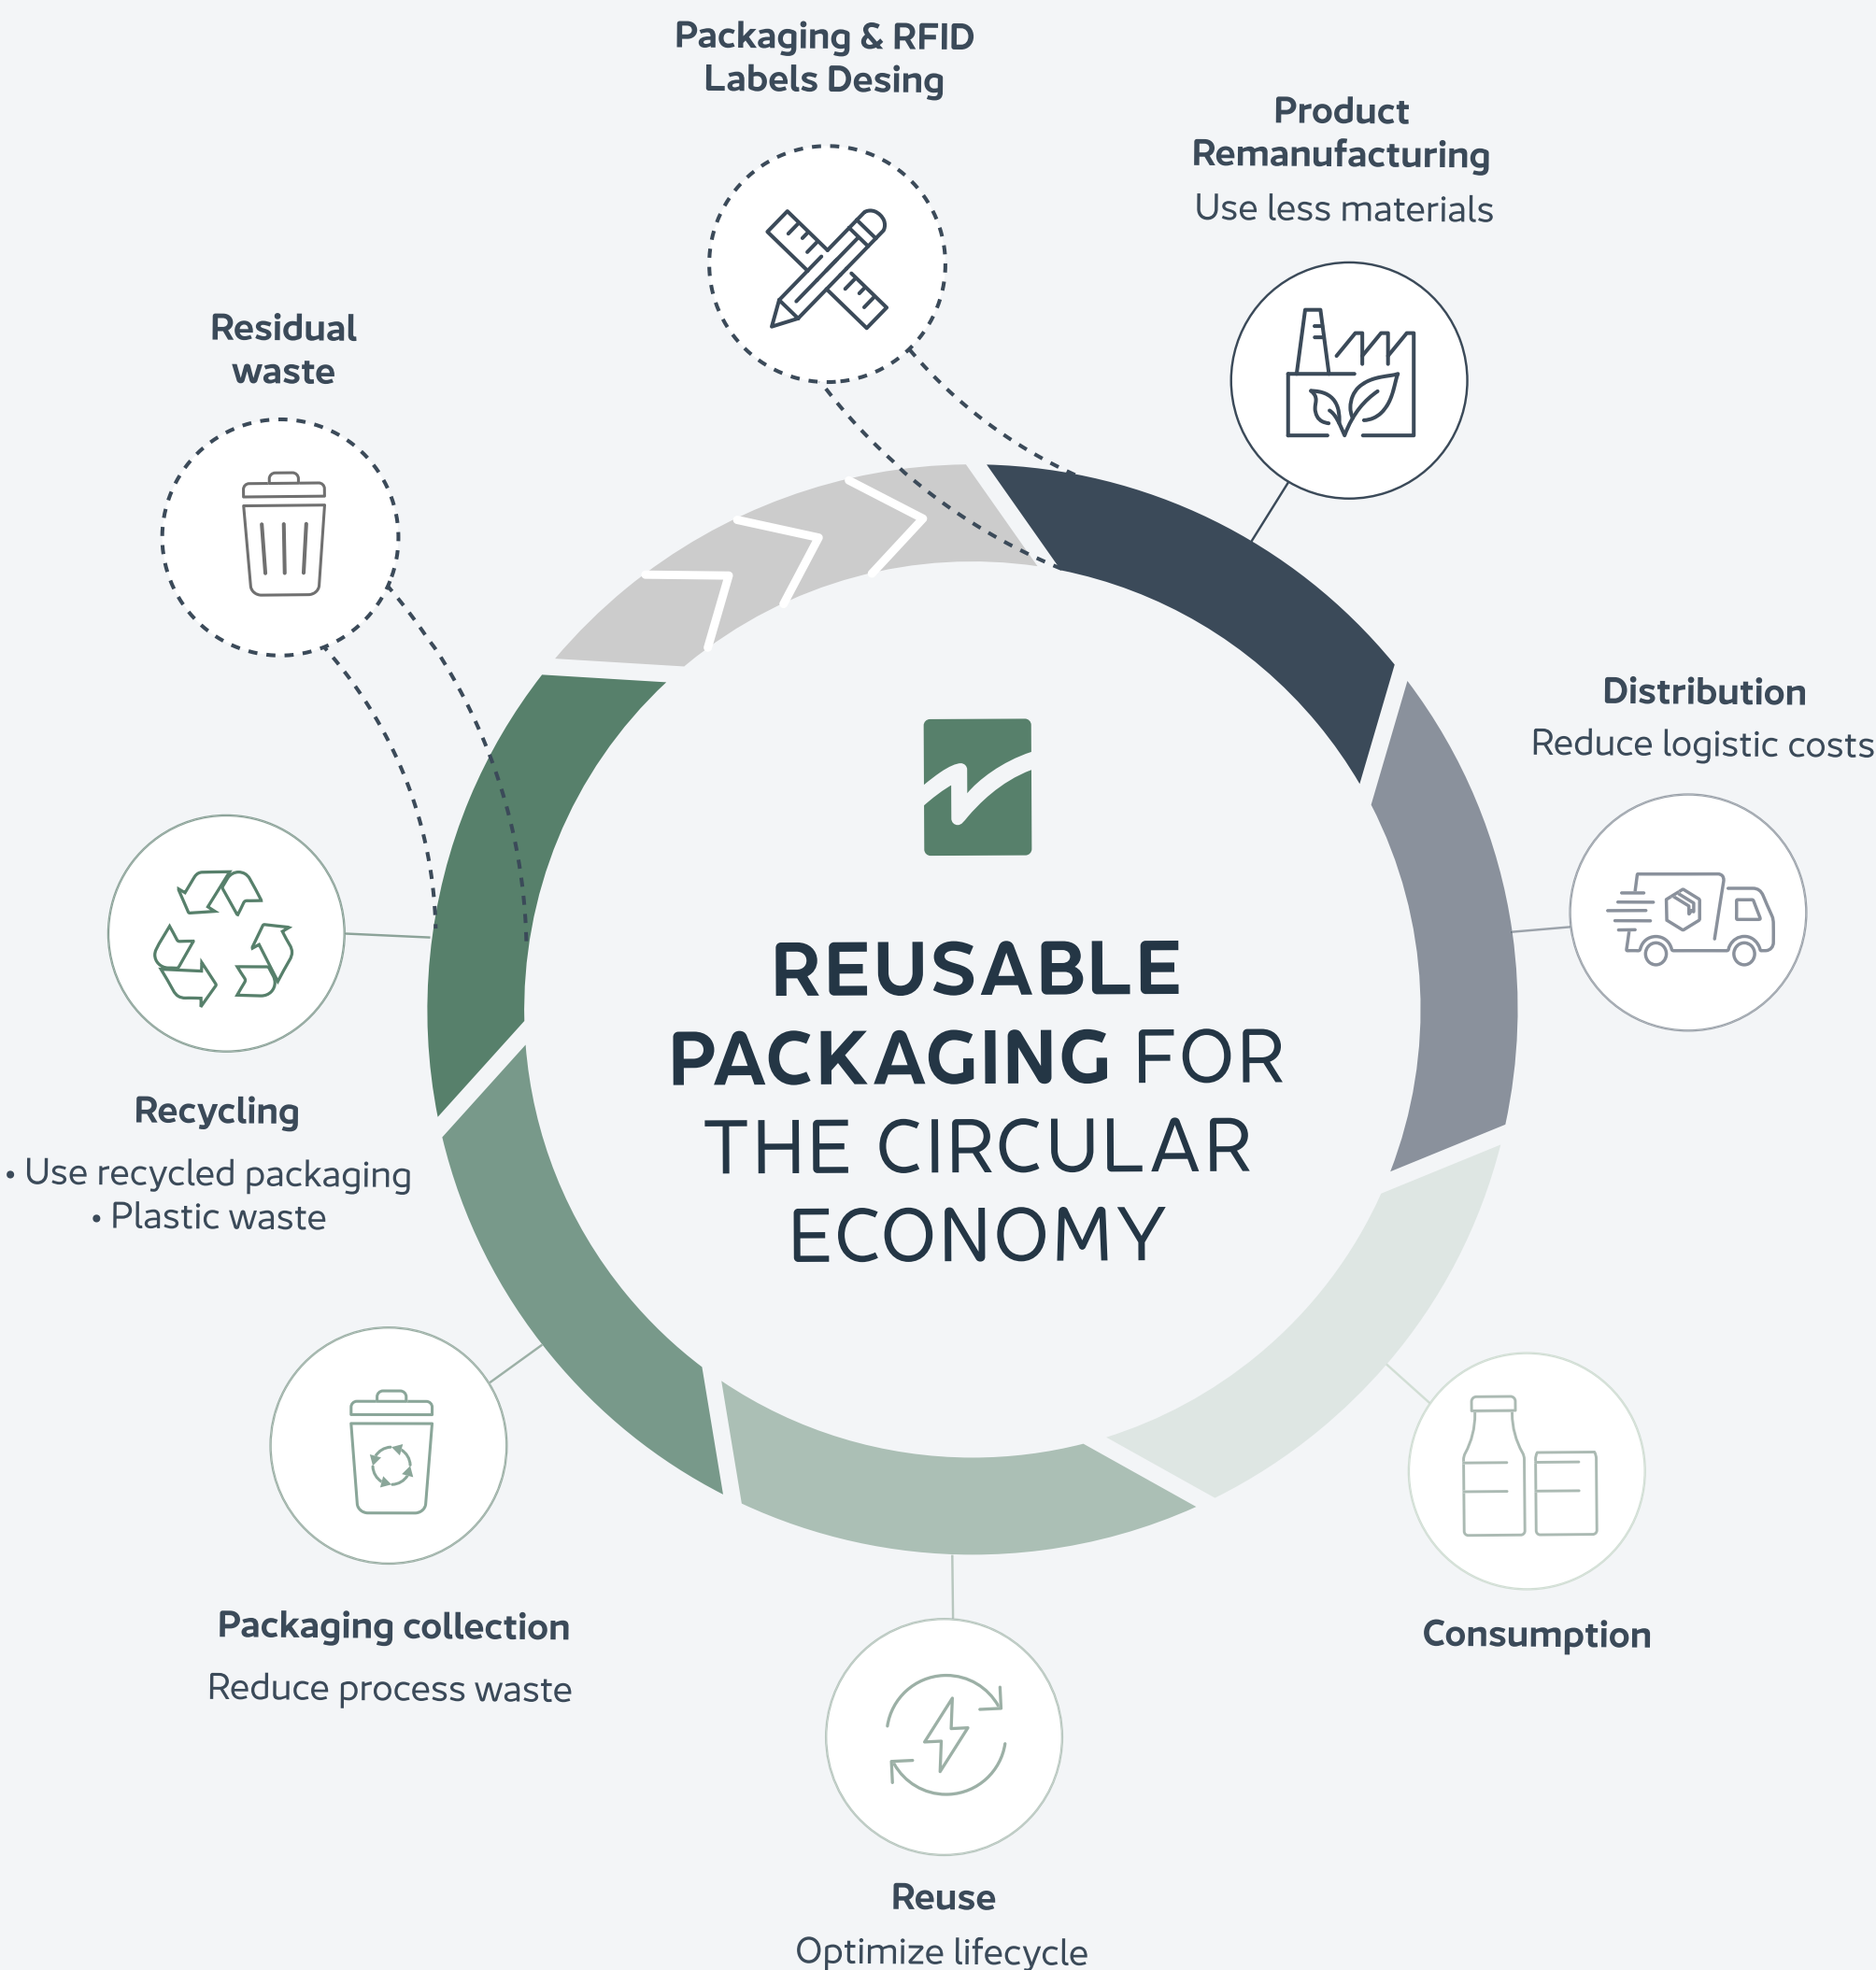 Packaging & RFID
Labels Desing
Product
Remanufacturing
Use less materials
Residual
waste
Distribution
Reduce logistic costs
REUSABLE
PACKAGING FOR
THE CIRCULAR
ECONOMY
Recycling
• Use recycled packaging
• Plastic waste
Packaging collection
Reduce process waste
Consumption
Reuse
Optimize lifecycle